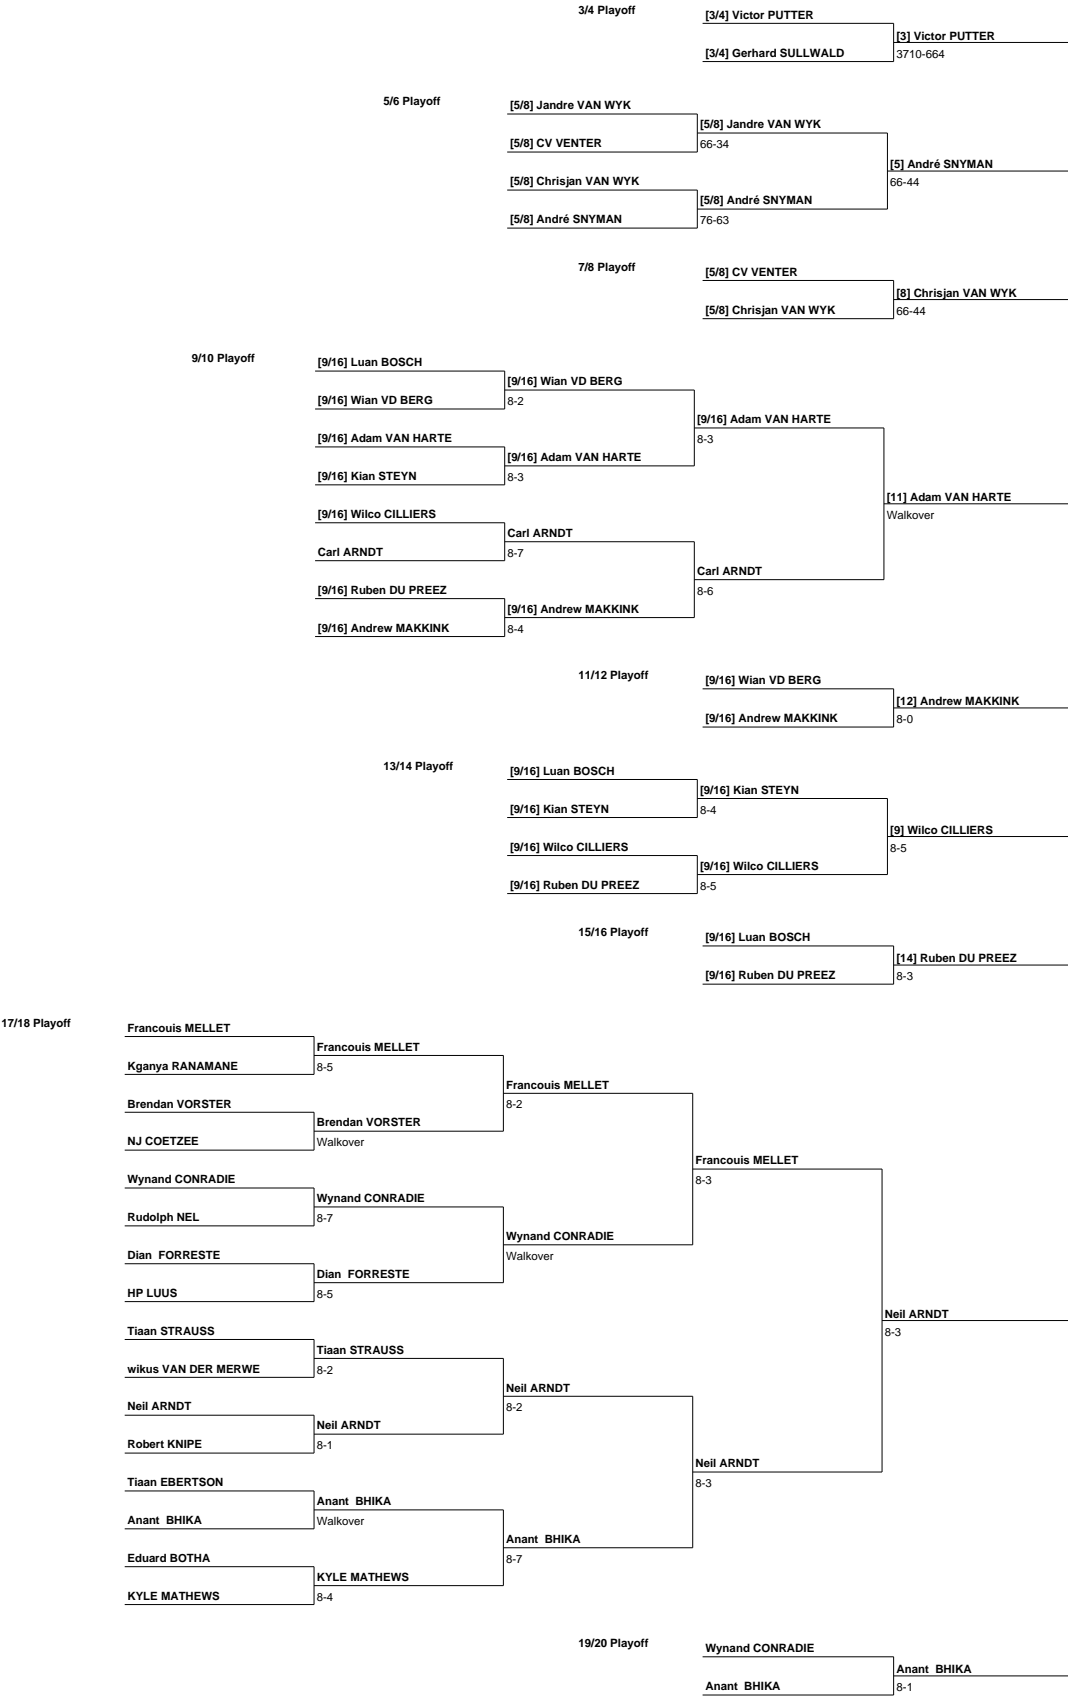 3/4 Playoff
[3/4] Victor PUTTER
[3] Victor PUTTER
[3/4] Gerhard SULLWALD
3710-664
5/6 Playoff
[5/8] Jandre VAN WYK
[5/8] Jandre VAN WYK
[5/8] CV VENTER
66-34
[5] André SNYMAN
[5/8] Chrisjan VAN WYK
66-44
[5/8] André SNYMAN
[5/8] André SNYMAN
76-63
7/8 Playoff
[5/8] CV VENTER
[8] Chrisjan VAN WYK
[5/8] Chrisjan VAN WYK
66-44
9/10 Playoff
[9/16] Luan BOSCH
[9/16] Wian VD BERG
[9/16] Wian VD BERG
8-2
[9/16] Adam VAN HARTE
[9/16] Adam VAN HARTE
8-3
[9/16] Adam VAN HARTE
[9/16] Kian STEYN
8-3
[11] Adam VAN HARTE
[9/16] Wilco CILLIERS
Walkover
Carl ARNDT
Carl ARNDT
8-7
Carl ARNDT
[9/16] Ruben DU PREEZ
8-6
[9/16] Andrew MAKKINK
[9/16] Andrew MAKKINK
8-4
11/12 Playoff
[9/16] Wian VD BERG
[12] Andrew MAKKINK
[9/16] Andrew MAKKINK
8-0
13/14 Playoff
[9/16] Luan BOSCH
[9/16] Kian STEYN
[9/16] Kian STEYN
8-4
[9] Wilco CILLIERS
[9/16] Wilco CILLIERS
8-5
[9/16] Wilco CILLIERS
[9/16] Ruben DU PREEZ
8-5
15/16 Playoff
[9/16] Luan BOSCH
[14] Ruben DU PREEZ
[9/16] Ruben DU PREEZ
8-3
17/18 Playoff
Francouis MELLET
Francouis MELLET
Kganya RANAMANE
8-5
Francouis MELLET
Brendan VORSTER
8-2
Brendan VORSTER
NJ COETZEE
Walkover
Francouis MELLET
Wynand CONRADIE
8-3
Wynand CONRADIE
Rudolph NEL
8-7
Wynand CONRADIE
Dian FORRESTE
Walkover
Dian FORRESTE
HP LUUS
8-5
Neil ARNDT
Tiaan STRAUSS
8-3
Tiaan STRAUSS
wikus VAN DER MERWE
8-2
Neil ARNDT
Neil ARNDT
8-2
Neil ARNDT
Robert KNIPE
8-1
Neil ARNDT
Tiaan EBERTSON
8-3
Anant BHIKA
Anant BHIKA
Walkover
Anant BHIKA
Eduard BOTHA
8-7
KYLE MATHEWS
KYLE MATHEWS
8-4
19/20 Playoff
Wynand CONRADIE
Anant BHIKA
Anant BHIKA
8-1